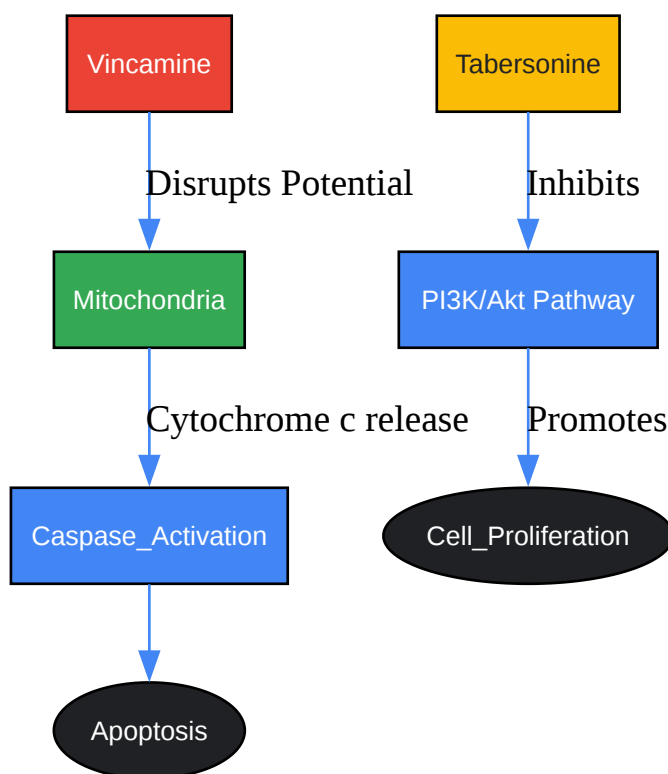 Vincamine
Tabersonine
Disrupts Potential
Inhibits
Mitochondria
PI3K/Akt Pathway
Cytochrome c release
Promotes
Caspase_Activation
Cell_Proliferation
Apoptosis